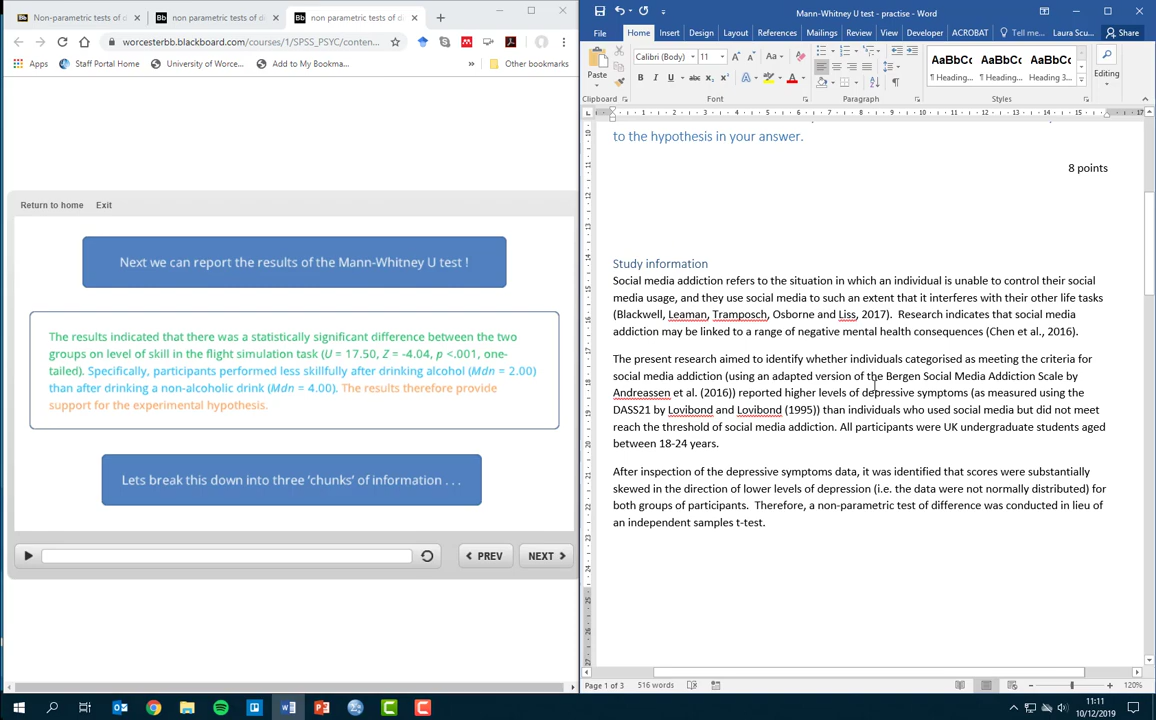 Non-parametric tests of d
non parametric tests of de
non parametric tests of de
worcesterbb.blackboard.com/courses/1/SPSS_PSYC/conten...
Apps
Staff Portal Home
University of Worce...
Add to My Bookma...
»
Other bookmarks
Return to home
Exit
Next we can report the results of the Mann-Whitney U test !
The results indicated that there was a statistically significant difference between the two
groups on level of skill in the flight simulation task (U = 17.50, Z = -4.04, p <.001, one-
tailed). Specifically, participants performed less skillfully after drinking alcohol (Mdn = 2.00)
than after drinking a non-alcoholic drink (Mdn = 4.00). The results therefore provide
support for the experimental hypothesis.
Lets break this down into three 'chunks' of information . . .
PREV
NEXT
Mann-Whitney U test - practise - Word
File
Home
Insert
Design
Layout
References
Mailings
Review
View
Developer
ACROBAT
Tell me...
Laura Scu...
Share
Paste
Calibri (Body)
11
AaBbCc
AaBbCc
AaBbCc
¶ Heading...
¶ Heading...
Heading 3...
Editing
Clipboard
Font
Paragraph
Styles
to the hypothesis in your answer.
8 points
Study information
Social media addiction refers to the situation in which an individual is unable to control their social
media usage, and they use social media to such an extent that it interferes with their other life tasks
(Blackwell, Leaman, Tramposch, Osborne and Liss, 2017).  Research indicates that social media
addiction may be linked to a range of negative mental health consequences (Chen et al., 2016).
The present research aimed to identify whether individuals categorised as meeting the criteria for
social media addiction (using an adapted version of the Bergen Social Media Addiction Scale by
Andreassen et al. (2016)) reported higher levels of depressive symptoms (as measured using the
DASS21 by Lovibond and Lovibond (1995)) than individuals who used social media but did not meet
reach the threshold of social media addiction. All participants were UK undergraduate students aged
between 18-24 years.
After inspection of the depressive symptoms data, it was identified that scores were substantially
skewed in the direction of lower levels of depression (i.e. the data were not normally distributed) for
both groups of participants.  Therefore, a non-parametric test of difference was conducted in lieu of
an independent samples t-test.
Page 1 of 3
516 words
120%
11:11
10/12/2019